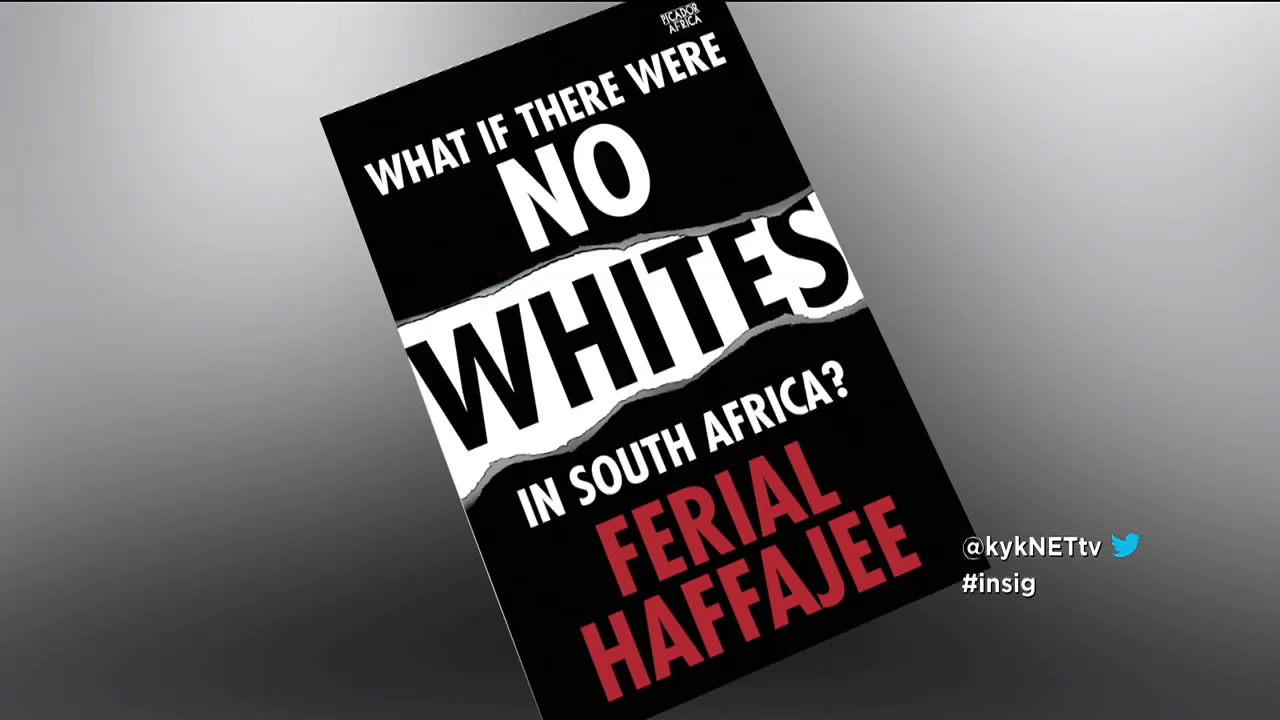 PICADOR
AFRICA
WHAT IF THERE WERE
NO
WHITES
IN SOUTH AFRICA?
FERIAL
HAFFAJEE
@kykNETtv
#insig